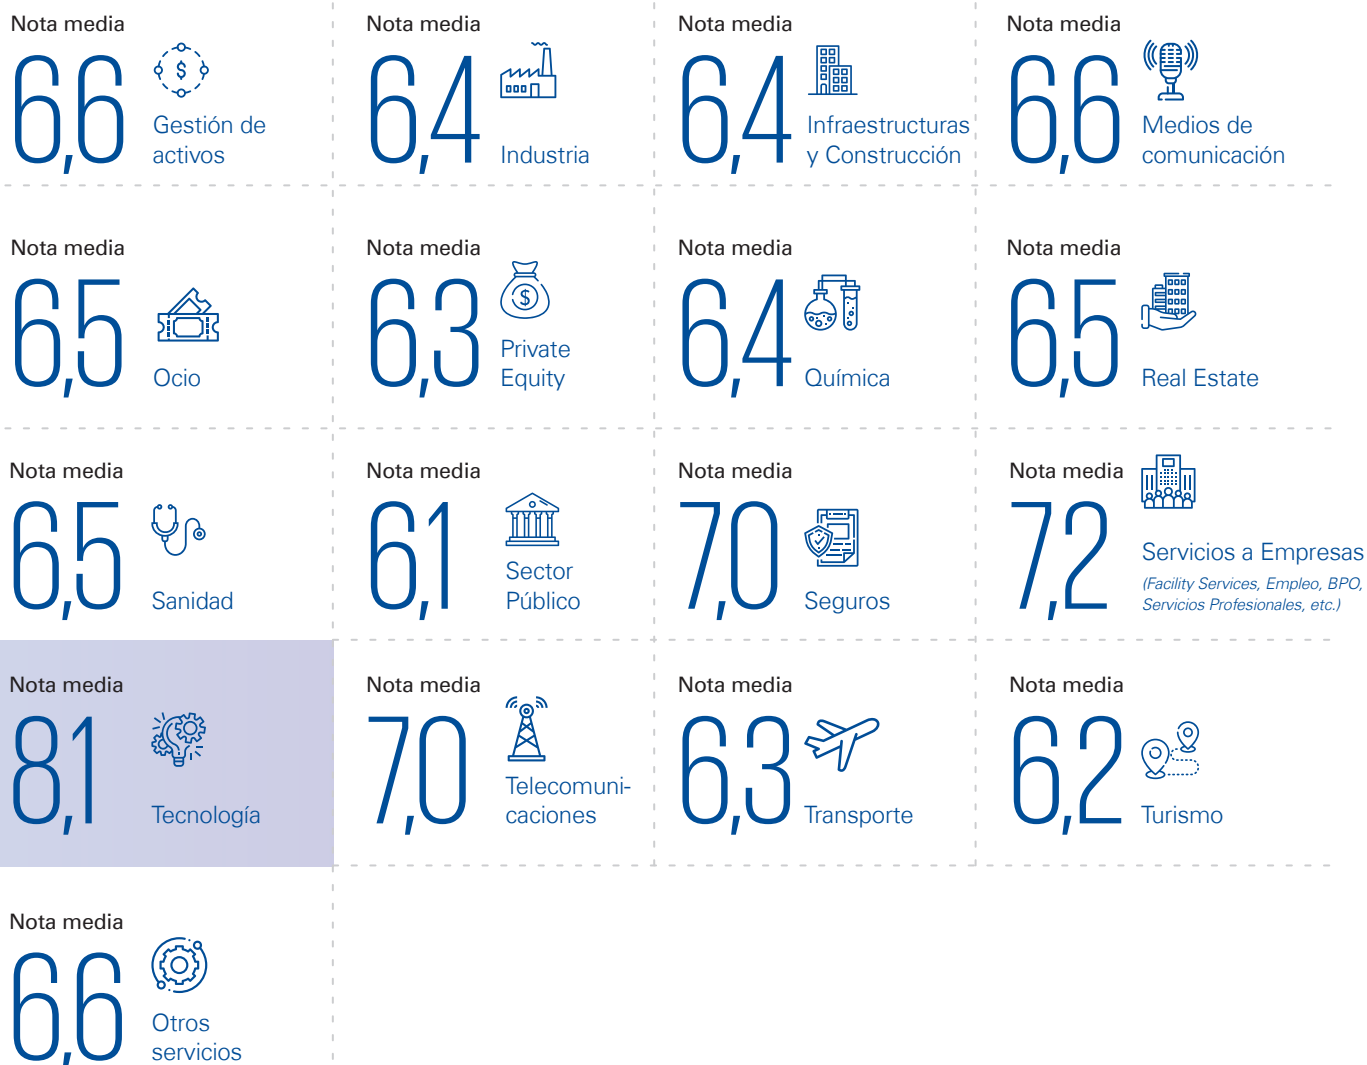 Nota media
6,6
Gestión de
activos
Nota media
6,4
Industria
Nota media
6,4
Infraestructuras
y Construcción
Nota media
6,6
Medios de
comunicación
Nota media
6,5
Ocio
Nota media
6,3
$
Private
Equity
Nota media
6,4
Química
Nota media
6,5
Real Estate
Nota media
6,5
Sanidad
Nota media
6,1
Sector
Público
Nota media
7,0
Seguros
Nota media
7,2
Servicios a Empresas
(Facility Services, Empleo, BPO,
Servicios Profesionales, etc.)
Nota media
8,1
Tecnología
Nota media
7,0
Telecomuni-
caciones
Nota media
6,3
Transporte
Nota media
6,2
Turismo
Nota media
6,6
Otros
servicios